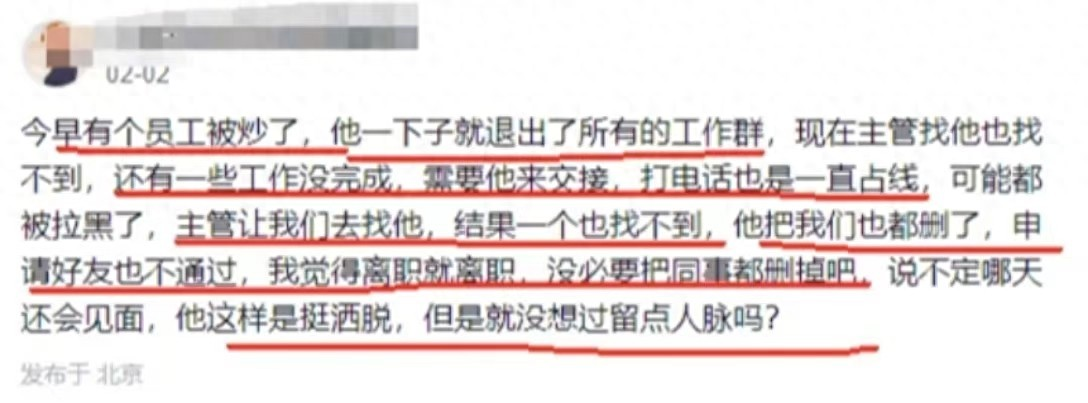 02-02
今早有个员工被炒了，他一下子就退出了所有的工作群，现在主管找他也找
不到，还有一些工作没完成，需要他来交接，打电话也是一直占线，可能都
被拉黑了，主管让我们去找他，结果一个也找不到，他把我们也都删了，申
请好友也不通过，我觉得离职就离职，没必要把同事都删掉吧，说不定哪天
还会见面，他这样是挺洒脱，但是就没想过留点人脉吗？
发布于 北京